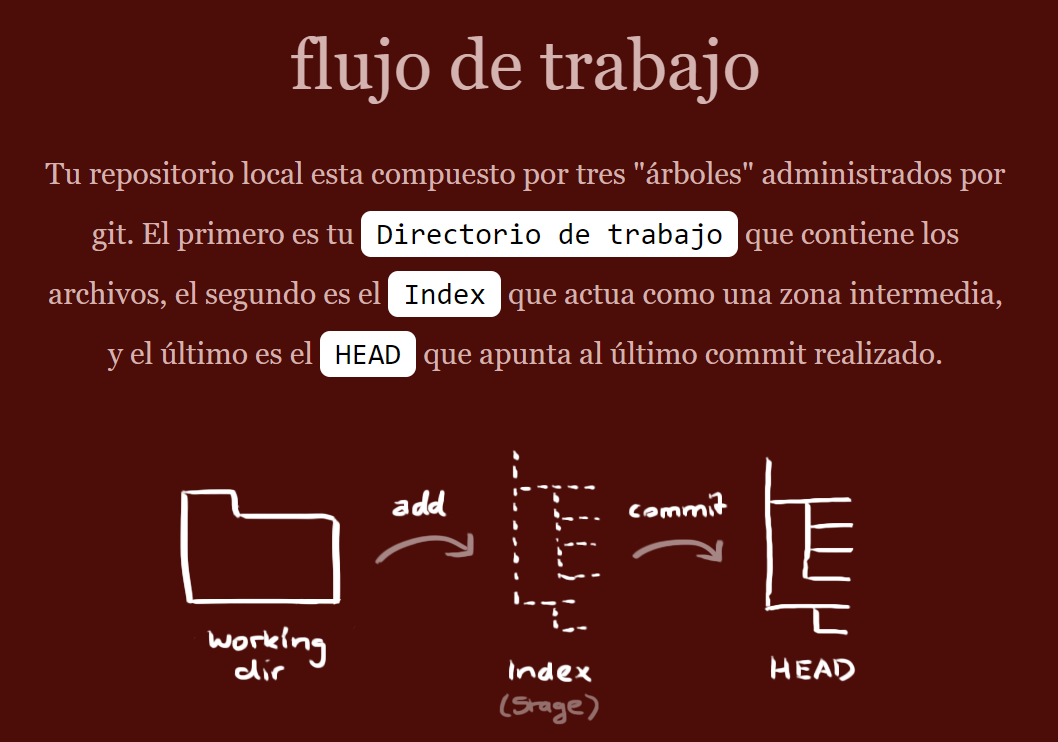 flujo de trabajo
Tu repositorio local esta compuesto por tres "árboles" administrados por
git. El primero es tu Directorio de trabajo que contiene los
archivos, el segundo es el Index que actua como una zona intermedia,
y el último es el HEAD que apunta al último commit realizado.
add
commit
working
dir
Index
(Stage)
HEAD